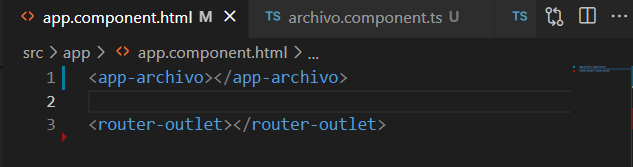 app.component.html M
archivo.component.ts U
src > app > app.component.html > ...
1 <app-archivo></app-archivo>
2
3 <router-outlet></router-outlet>